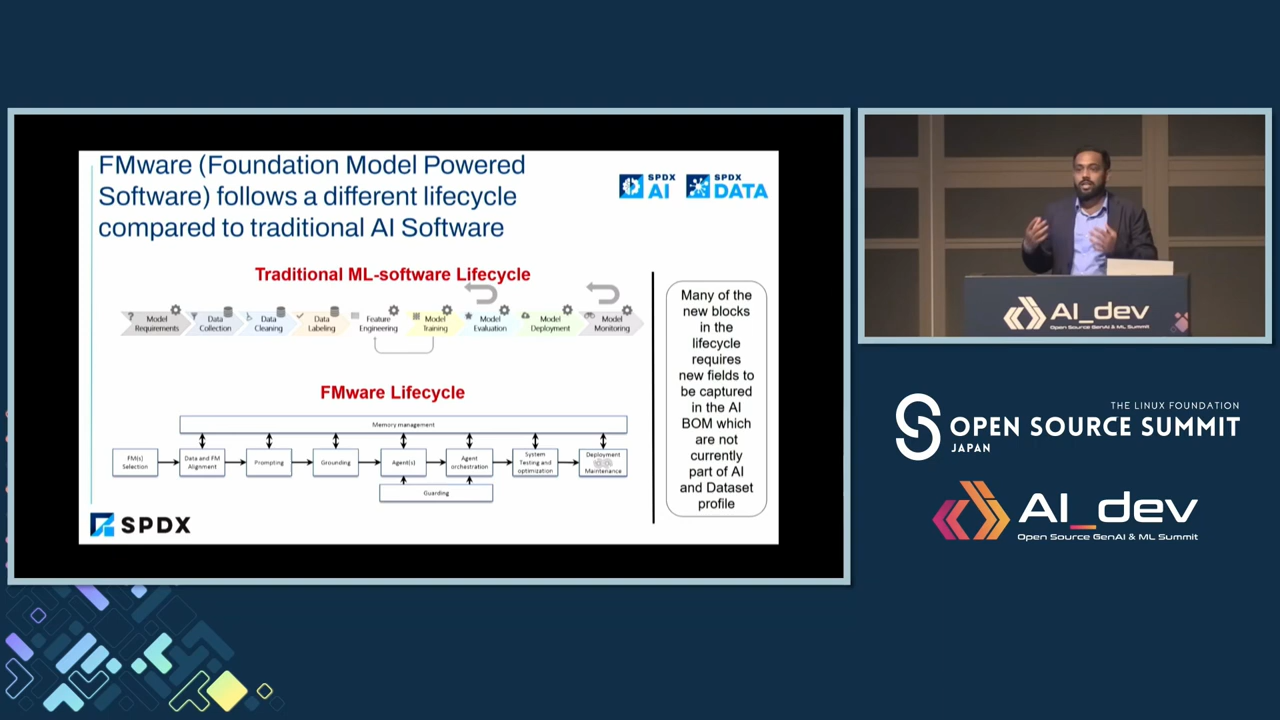 FMware (Foundation Model Powered
Software) follows a different lifecycle
compared to traditional AI Software
SPDX
AI
SPDX
DATA
Traditional ML-software Lifecycle
Model
Requirements
Data
Collection
Data
Cleaning
Data
Labeling
Feature
Engineering
Model
Training
Model
Evaluation
Model
Deployment
Model
Monitoring
FMware Lifecycle
Memory management
FM(s)
Selection
Data and FM
Alignment
Prompting
Grounding
Agent(s)
Agent
orchestration
System
Testing and
optimization
Deployment
Maintenance
Guarding
Many of the
new blocks
in the
lifecycle
requires
new fields to
be captured
in the AI
BOM which
are not
currently
part of AI
and Dataset
profile
SPDX
AI_dev
Open Source GenAI & ML Summit
THE LINUX FOUNDATION
OPEN SOURCE SUMMIT
JAPAN
AI_dev
Open Source GenAI & ML Summit